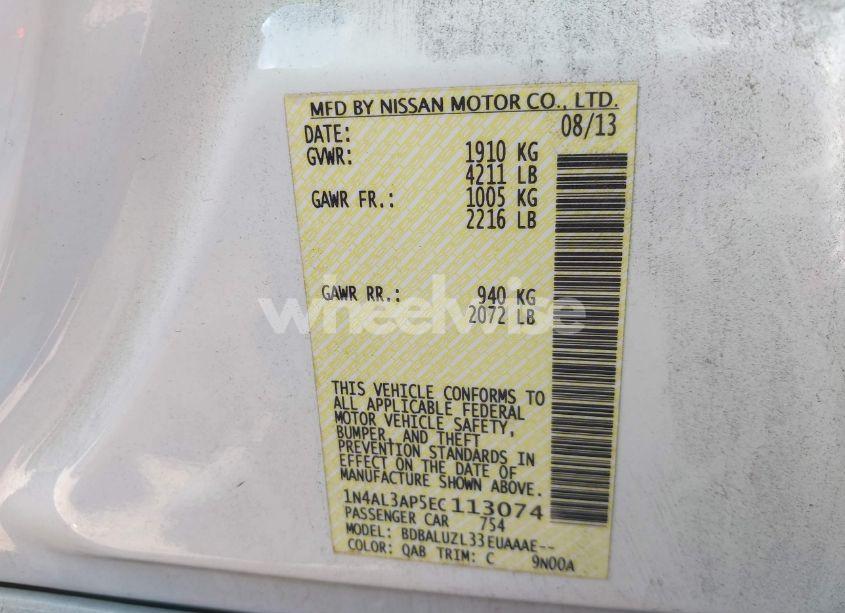 MFD BY NISSAN MOTOR CO., LTD.
DATE: 08/13
GVWR: 1910 KG
4211 LB
GAWR FR.: 1005 KG
2216 LB
GAWR RR.: 940 KG
2072 LB
wheelwise
THIS VEHICLE CONFORMS TO
ALL APPLICABLE FEDERAL
MOTOR VEHICLE SAFETY,
BUMPER, AND THEFT
PREVENTION STANDARDS IN
EFFECT ON THE DATE OF
MANUFACTURE SHOWN ABOVE.
1N4AL3AP5EC113074
PASSENGER CAR 754
MODEL: BDBALUZL33EUAAAE--
COLOR: QAB TRIM: C 9N00A